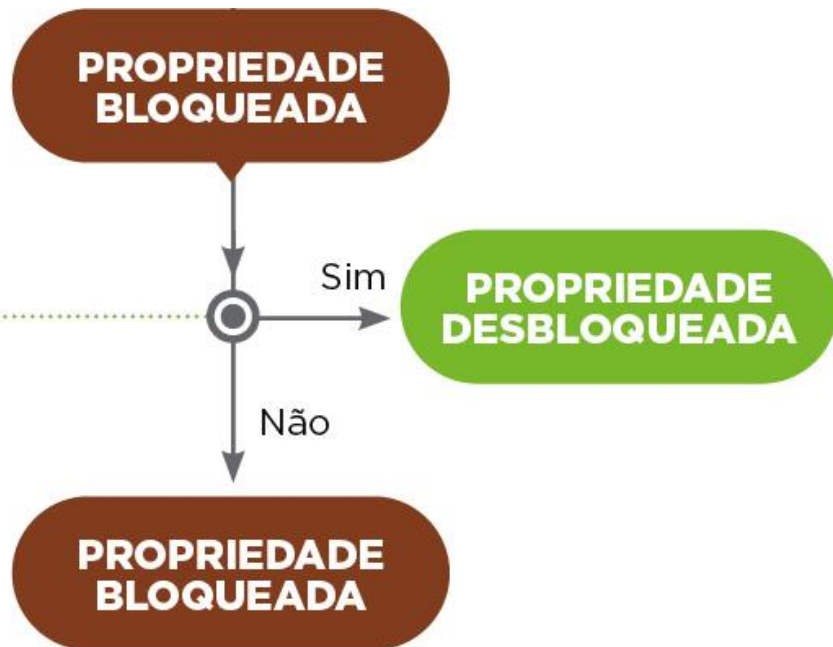 PROPRIEDADE
BLOQUEADA
Sim
PROPRIEDADE
DESBLOQUEADA
Não
PROPRIEDADE
BLOQUEADA